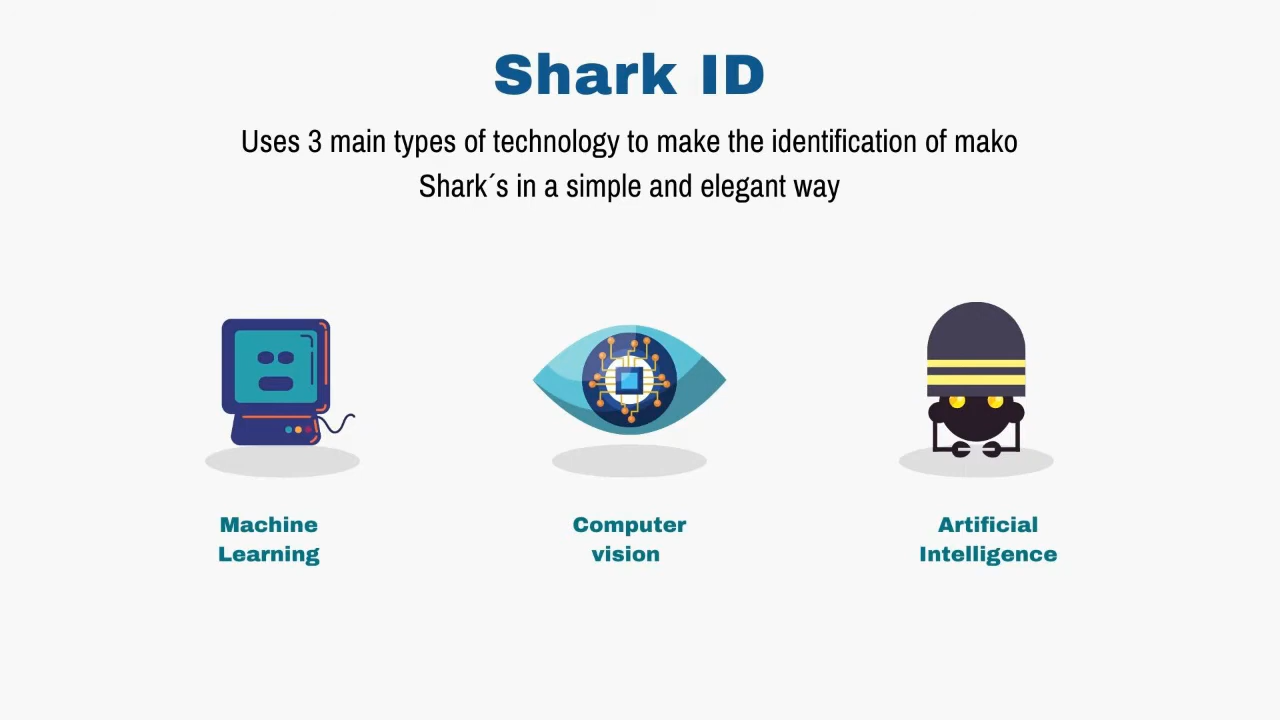 Shark ID
Uses 3 main types of technology to make the identification of mako
Shark´s in a simple and elegant way
Machine
Learning
Computer
vision
Artificial
Intelligence